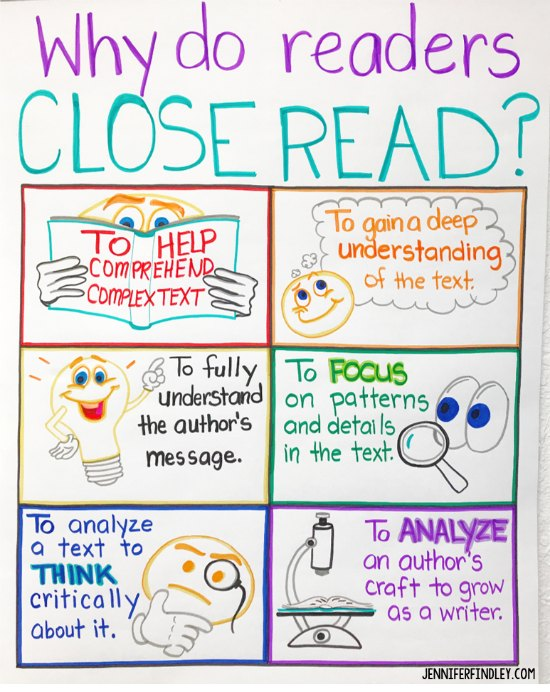 Why do readers
CLOSE READ?
TO HELP
COMPREHEND
COMPLEX TEXT
To gain a deep
understanding
of the text.
To fully
understand
the author's
message.
To FOCUS
on patterns
and details
in the text.
To analyze
a text to
THINK
critically
about it.
To ANALYZE
an author's
craft to grow
as a writer.
JENNIFERFINDLEY.COM